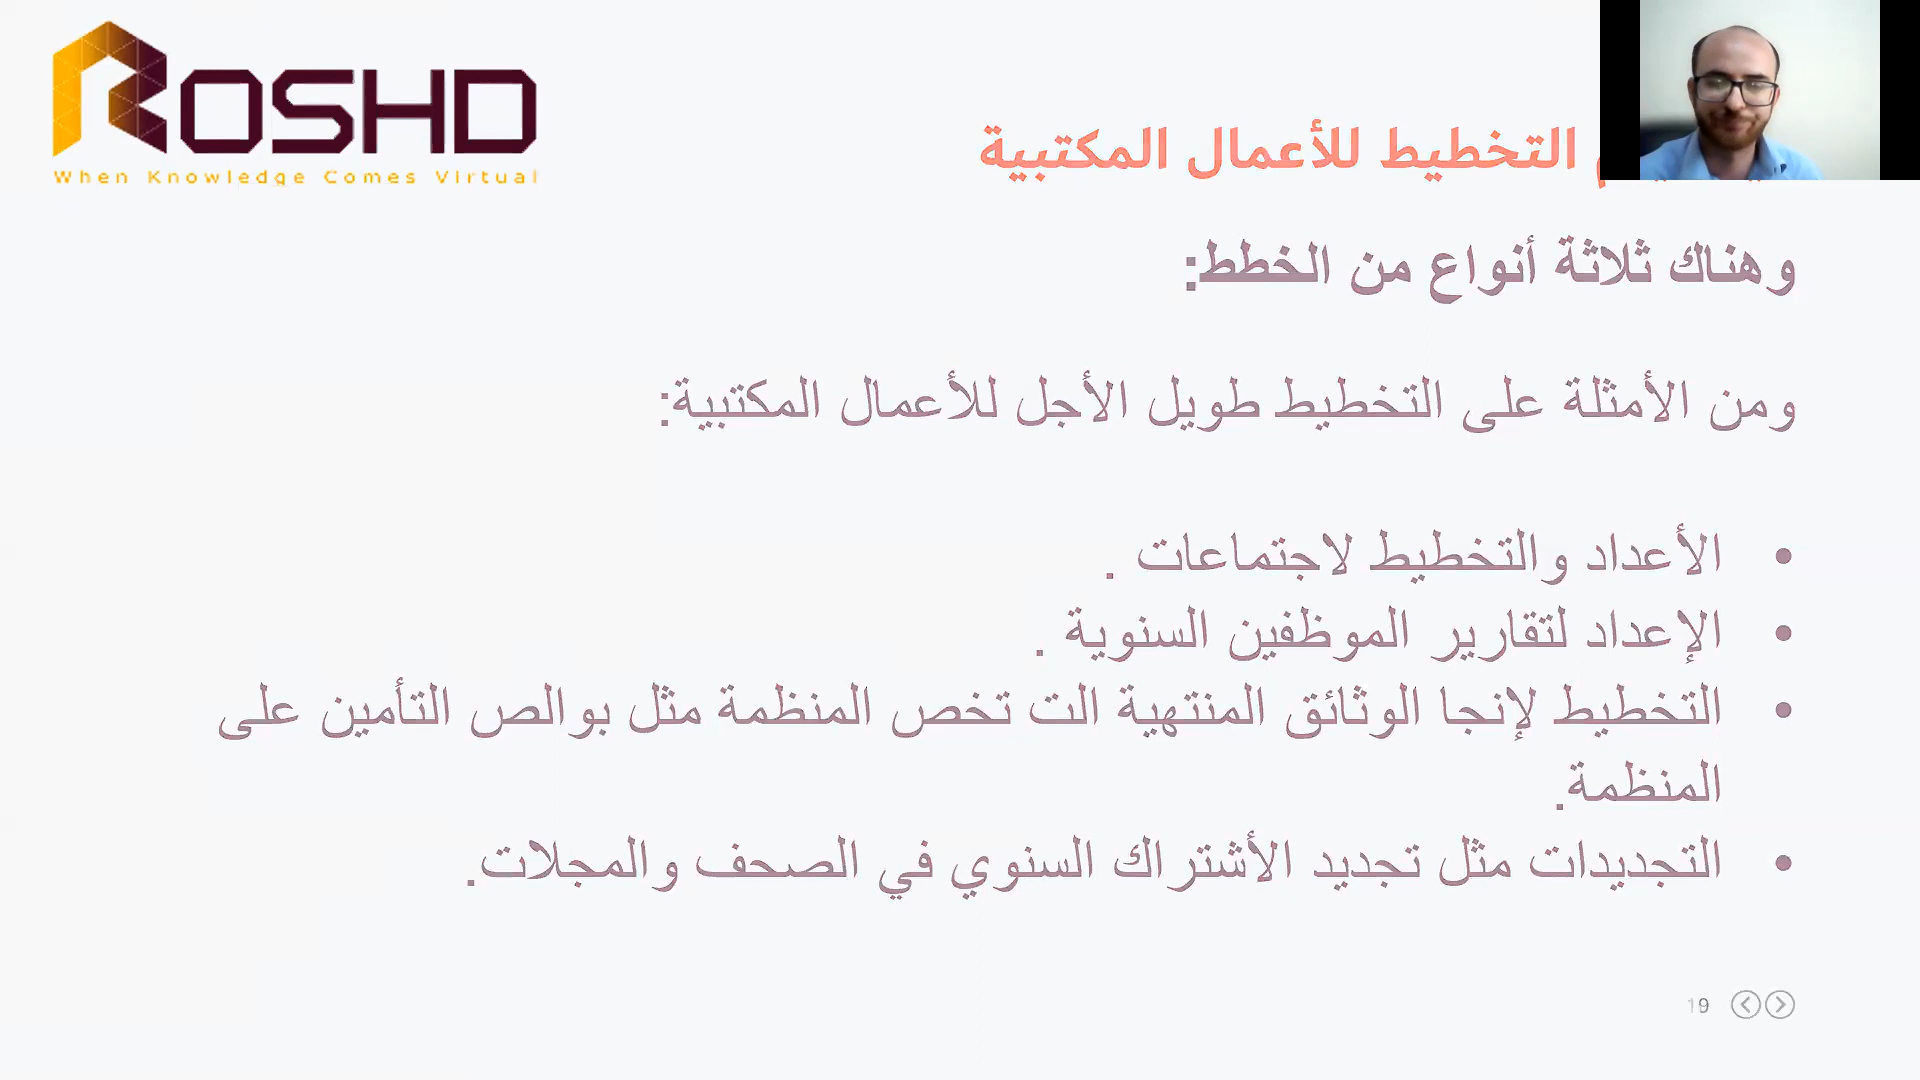 ROSHD
When Knowledge Comes Virtual
التخطيط للأعمال المكتبية
وهناك ثلاثة أنواع من الخطط:
ومن الأمثلة على التخطيط طويل الأجل للأعمال المكتبية:
• الأعداد والتخطيط لاجتماعات .
• الإعداد لتقارير الموظفين السنوية .
• التخطيط لإنجا الوثائق المنتهية الت تخص المنظمة مثل بوالص التأمين على
المنظمة.
• التجديدات مثل تجديد الأشتراك السنوي في الصحف والمجلات.
19